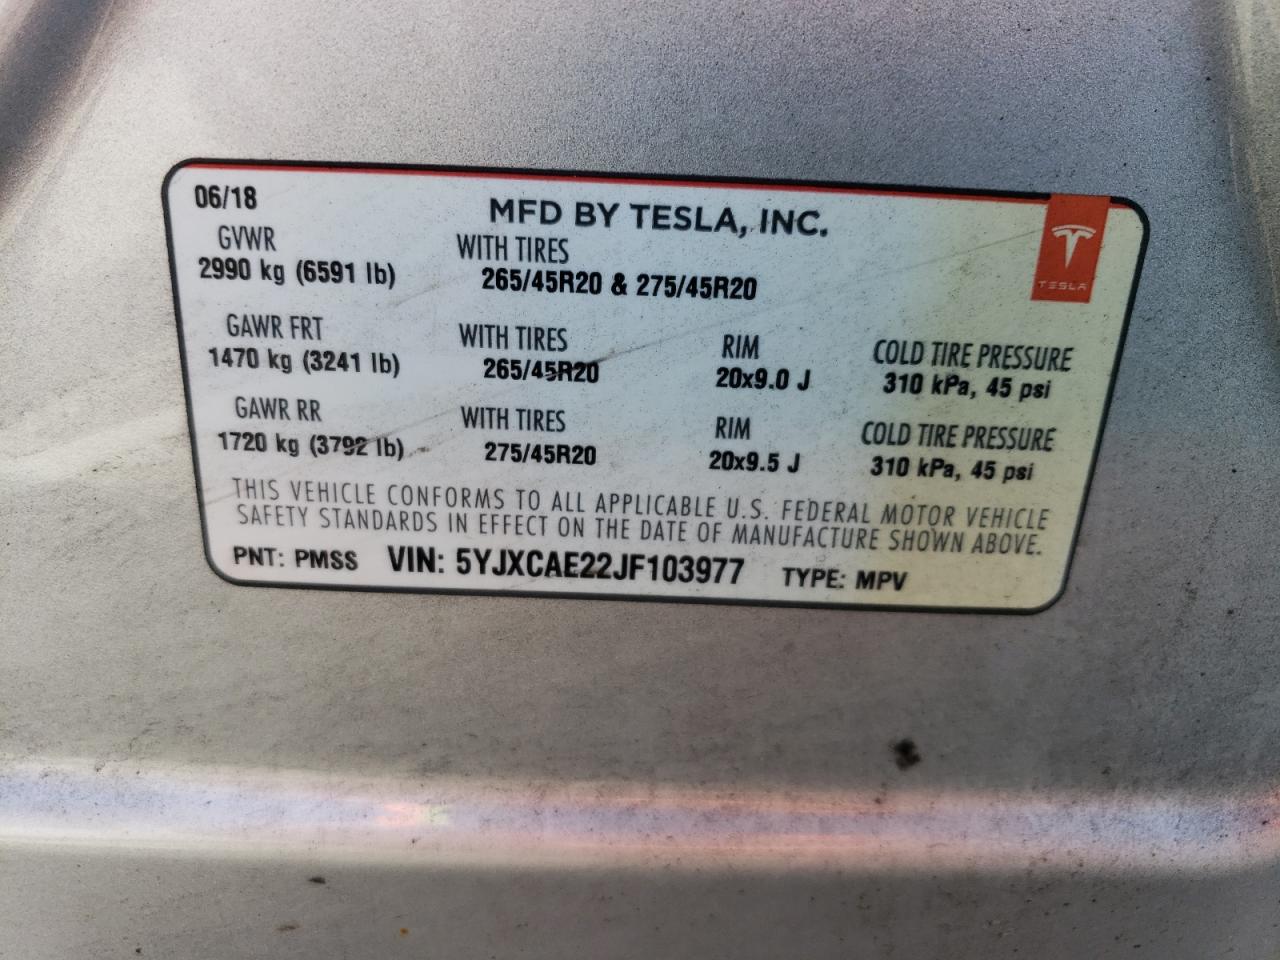 06/18
MFD BY TESLA, INC.
TESLA
GVWR
2990 kg (6591 lb)
WITH TIRES
265/45R20 & 275/45R20
GAWR FRT
1470 kg (3241 lb)
WITH TIRES
265/45R20
RIM
20x9.0 J
COLD TIRE PRESSURE
310 kPa, 45 psi
GAWR RR
1720 kg (3792 lb)
WITH TIRES
275/45R20
RIM
20x9.5 J
COLD TIRE PRESSURE
310 kPa, 45 psi
THIS VEHICLE CONFORMS TO ALL APPLICABLE U.S. FEDERAL MOTOR VEHICLE
SAFETY STANDARDS IN EFFECT ON THE DATE OF MANUFACTURE SHOWN ABOVE.
PNT: PMSS VIN: 5YJXCAE22JF103977 TYPE: MPV